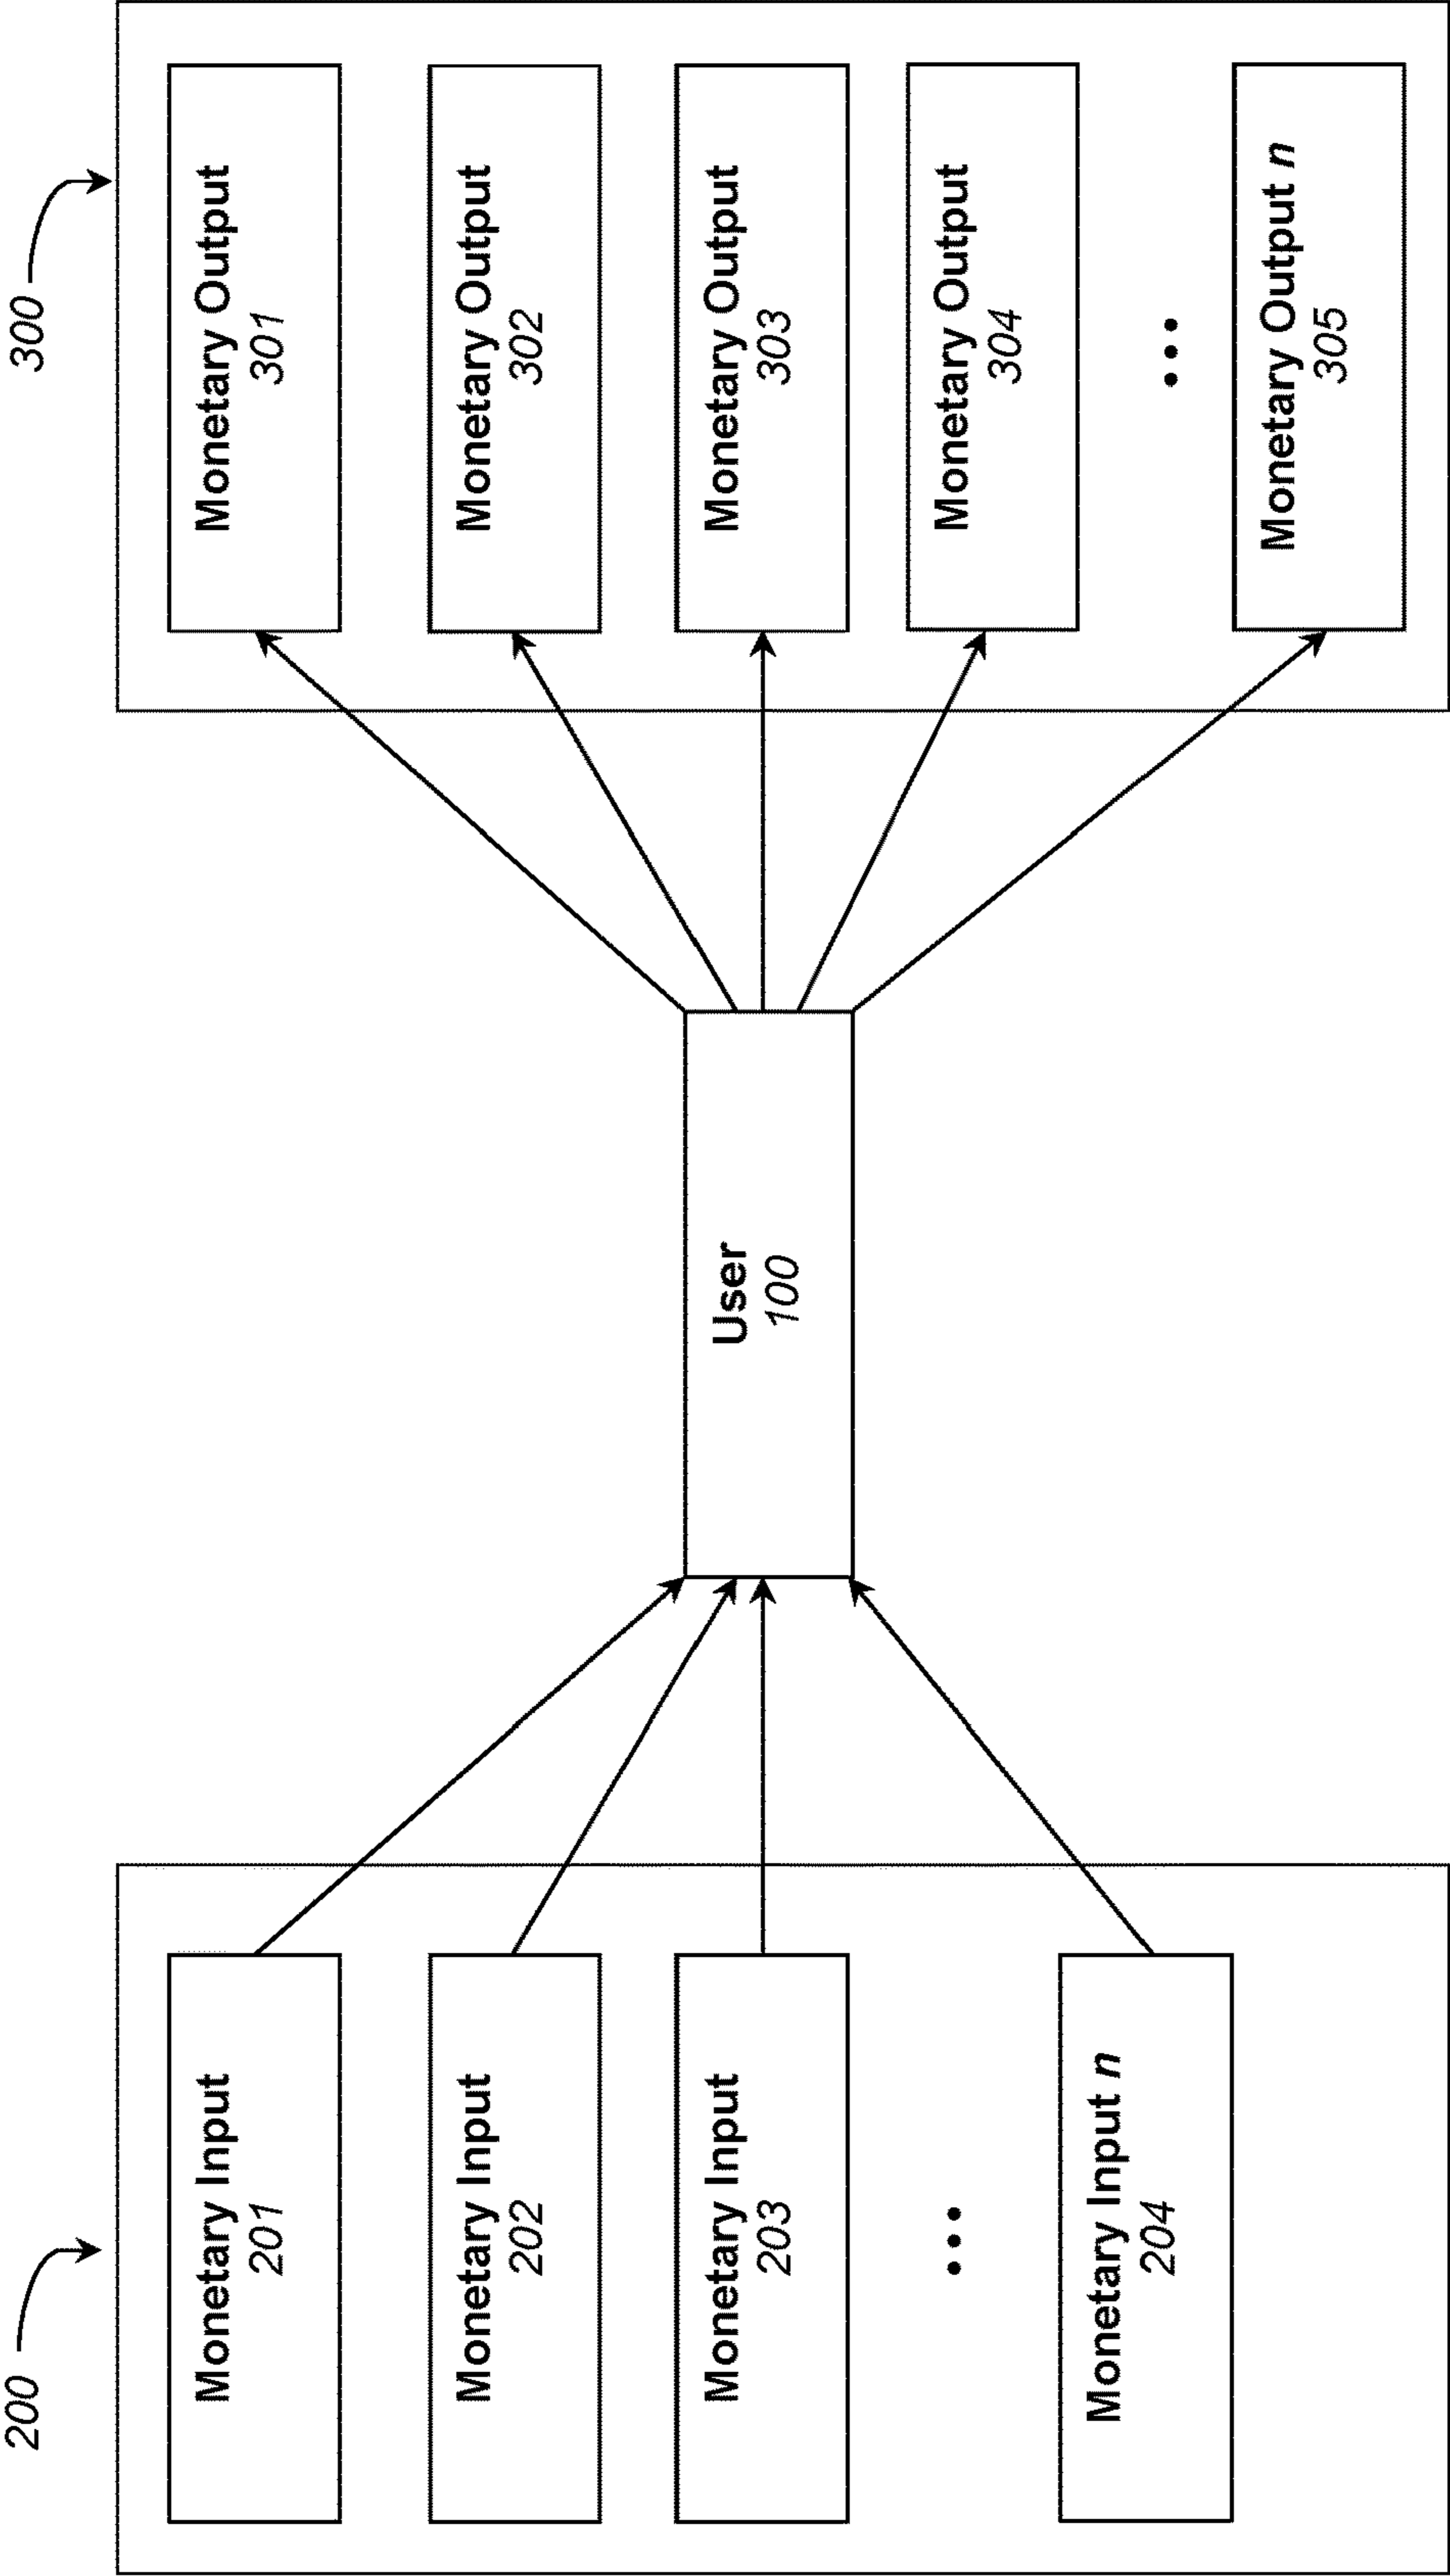 200
Monetary Input
201
Monetary Input
202
Monetary Input
203
Monetary Input n
204
User
100
300
Monetary Output
301
Monetary Output
302
Monetary Output
303
Monetary Output
304
Monetary Output n
305